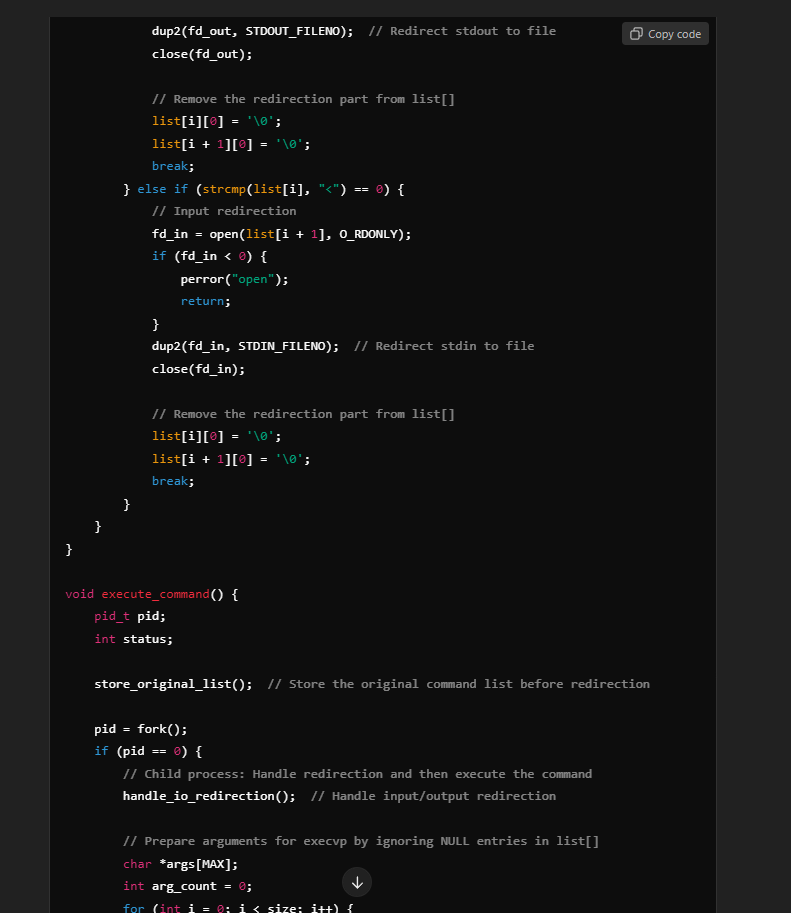 dup2(fd_out, STDOUT_FILENO);  // Redirect stdout to file
Copy code
close(fd_out);
// Remove the redirection part from list[]
list[i][0] = '\0';
list[i + 1][0] = '\0';
break;
} else if (strcmp(list[i], "<") == 0) {
// Input redirection
fd_in = open(list[i + 1], O_RDONLY);
if (fd_in < 0) {
perror("open");
return;
}
dup2(fd_in, STDIN_FILENO);  // Redirect stdin to file
close(fd_in);
// Remove the redirection part from list[]
list[i][0] = '\0';
list[i + 1][0] = '\0';
break;
}
}
}
void execute_command() {
pid_t pid;
int status;
store_original_list();  // Store the original command list before redirection
pid = fork();
if (pid == 0) {
// Child process: Handle redirection and then execute the command
handle_io_redirection();  // Handle input/output redirection
// Prepare arguments for execvp by ignoring NULL entries in list[]
char *args[MAX];
int arg_count = 0;
for (int i = 0; i < size; i++) {